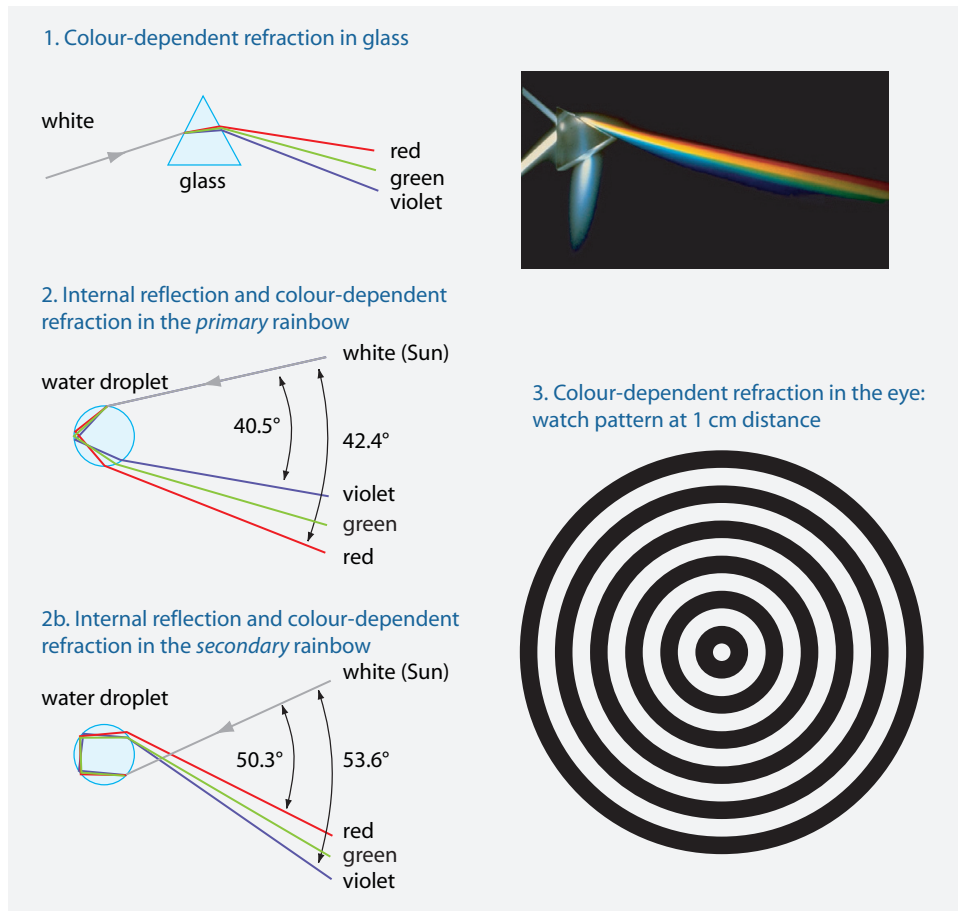 1. Colour-dependent refraction in glass
white
glass
red
green
violet
2. Internal reflection and colour-dependent
refraction in the primary rainbow
white (Sun)
water droplet
40.5°
42.4°
violet
green
red
3. Colour-dependent refraction in the eye:
watch pattern at 1 cm distance
2b. Internal reflection and colour-dependent
refraction in the secondary rainbow
white (Sun)
water droplet
50.3°
53.6°
red
green
violet